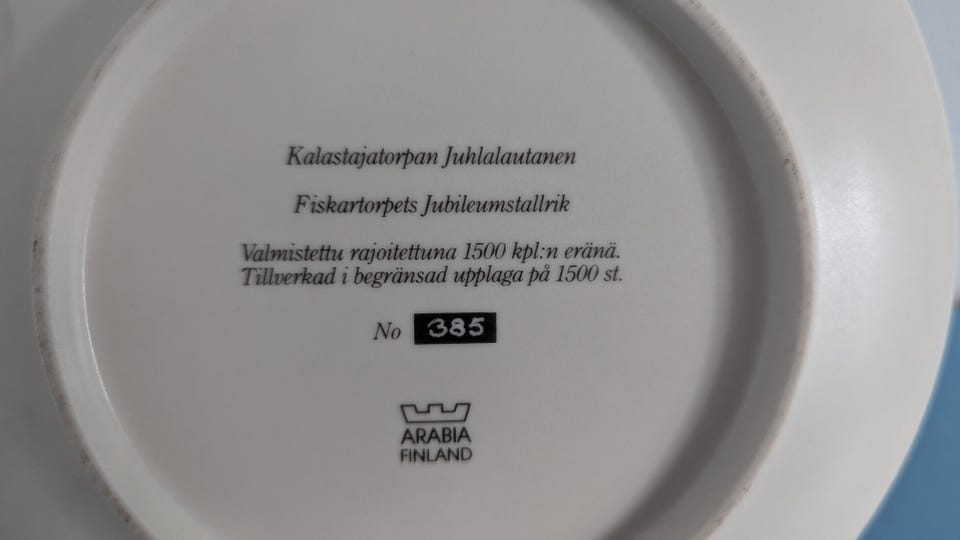 Kalastajatorpan Juhlalautanen
Fiskartorpets Jubileumstallrik
Valmistettu rajoitettuna 1500 kpl:n eränä.
Tillverkad i begränsad upplaga på 1500 st.
No 385
ARABIA
FINLAND